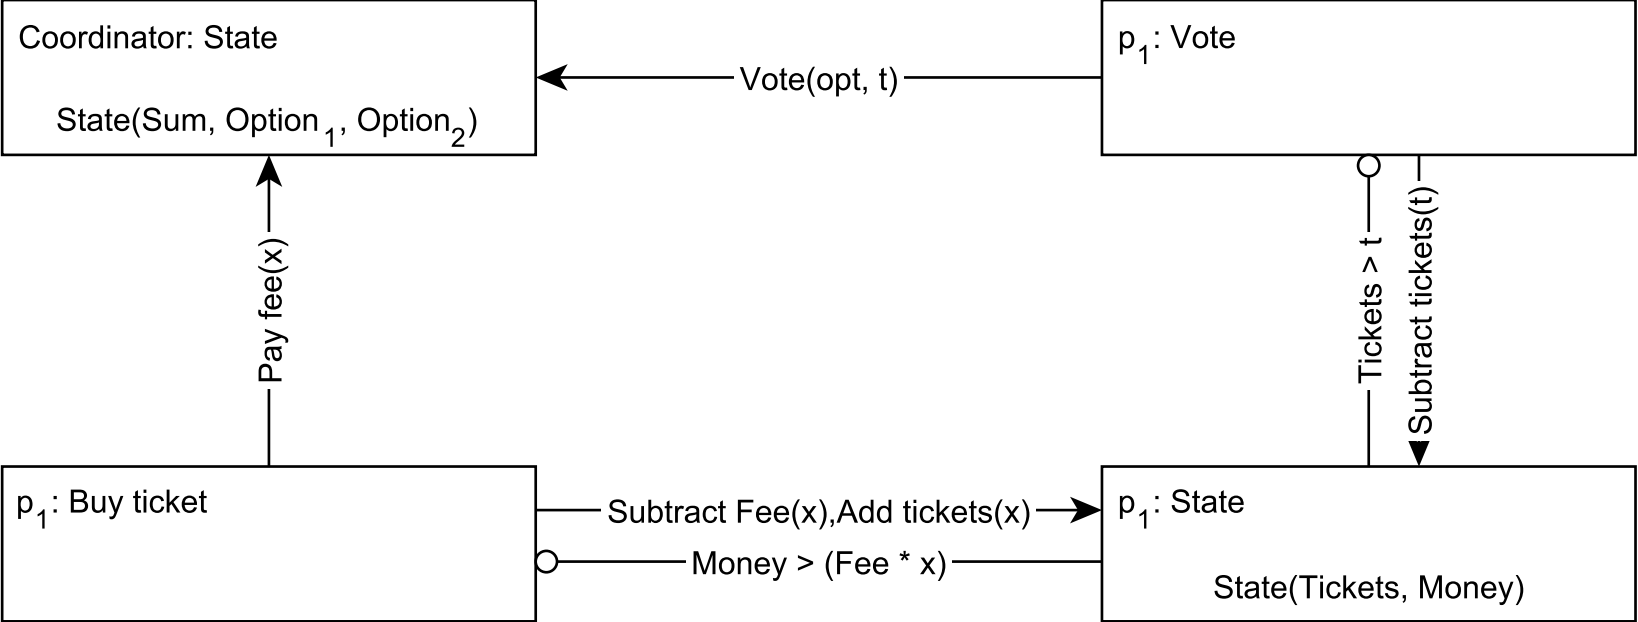 Coordinator: State
State(Sum, Option1, Option2)
Vote(opt, t)
p1: Vote
Pay fee(x)
Tickets > t
Subtract tickets(t)
p1: Buy ticket
Subtract Fee(x),Add tickets(x)
Money > (Fee * x)
p1: State
State(Tickets, Money)